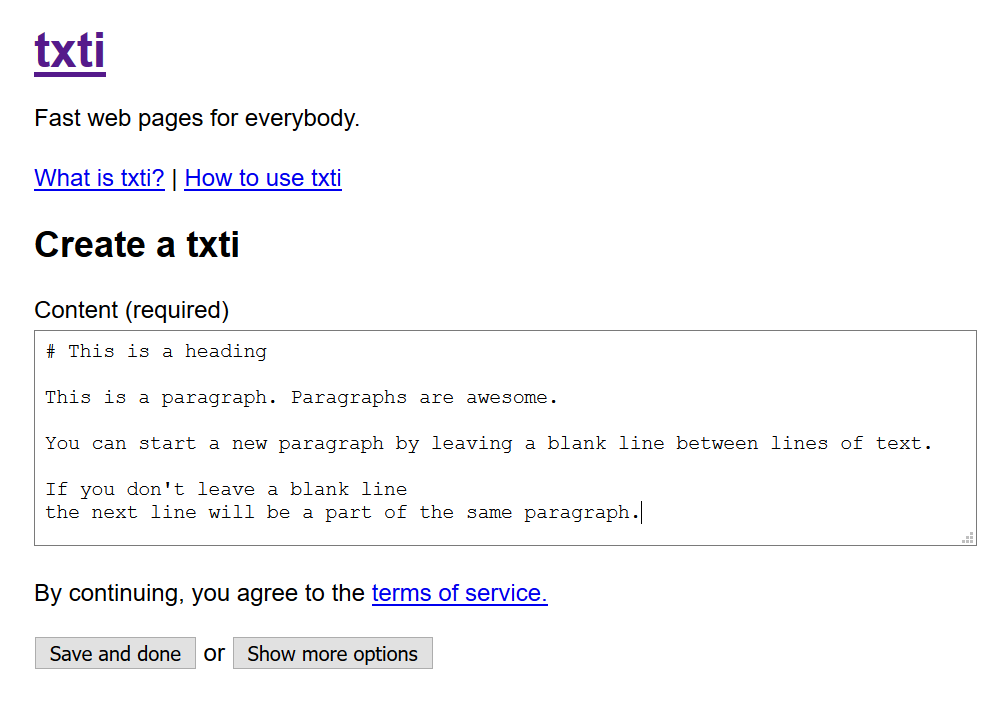 txti
Fast web pages for everybody.
What is txti? | How to use txti
Create a txti
Content (required)
# This is a heading
This is a paragraph. Paragraphs are awesome.
You can start a new paragraph by leaving a blank line between lines of text.
If you don't leave a blank line
the next line will be a part of the same paragraph.
By continuing, you agree to the terms of service.
Save and done or Show more options